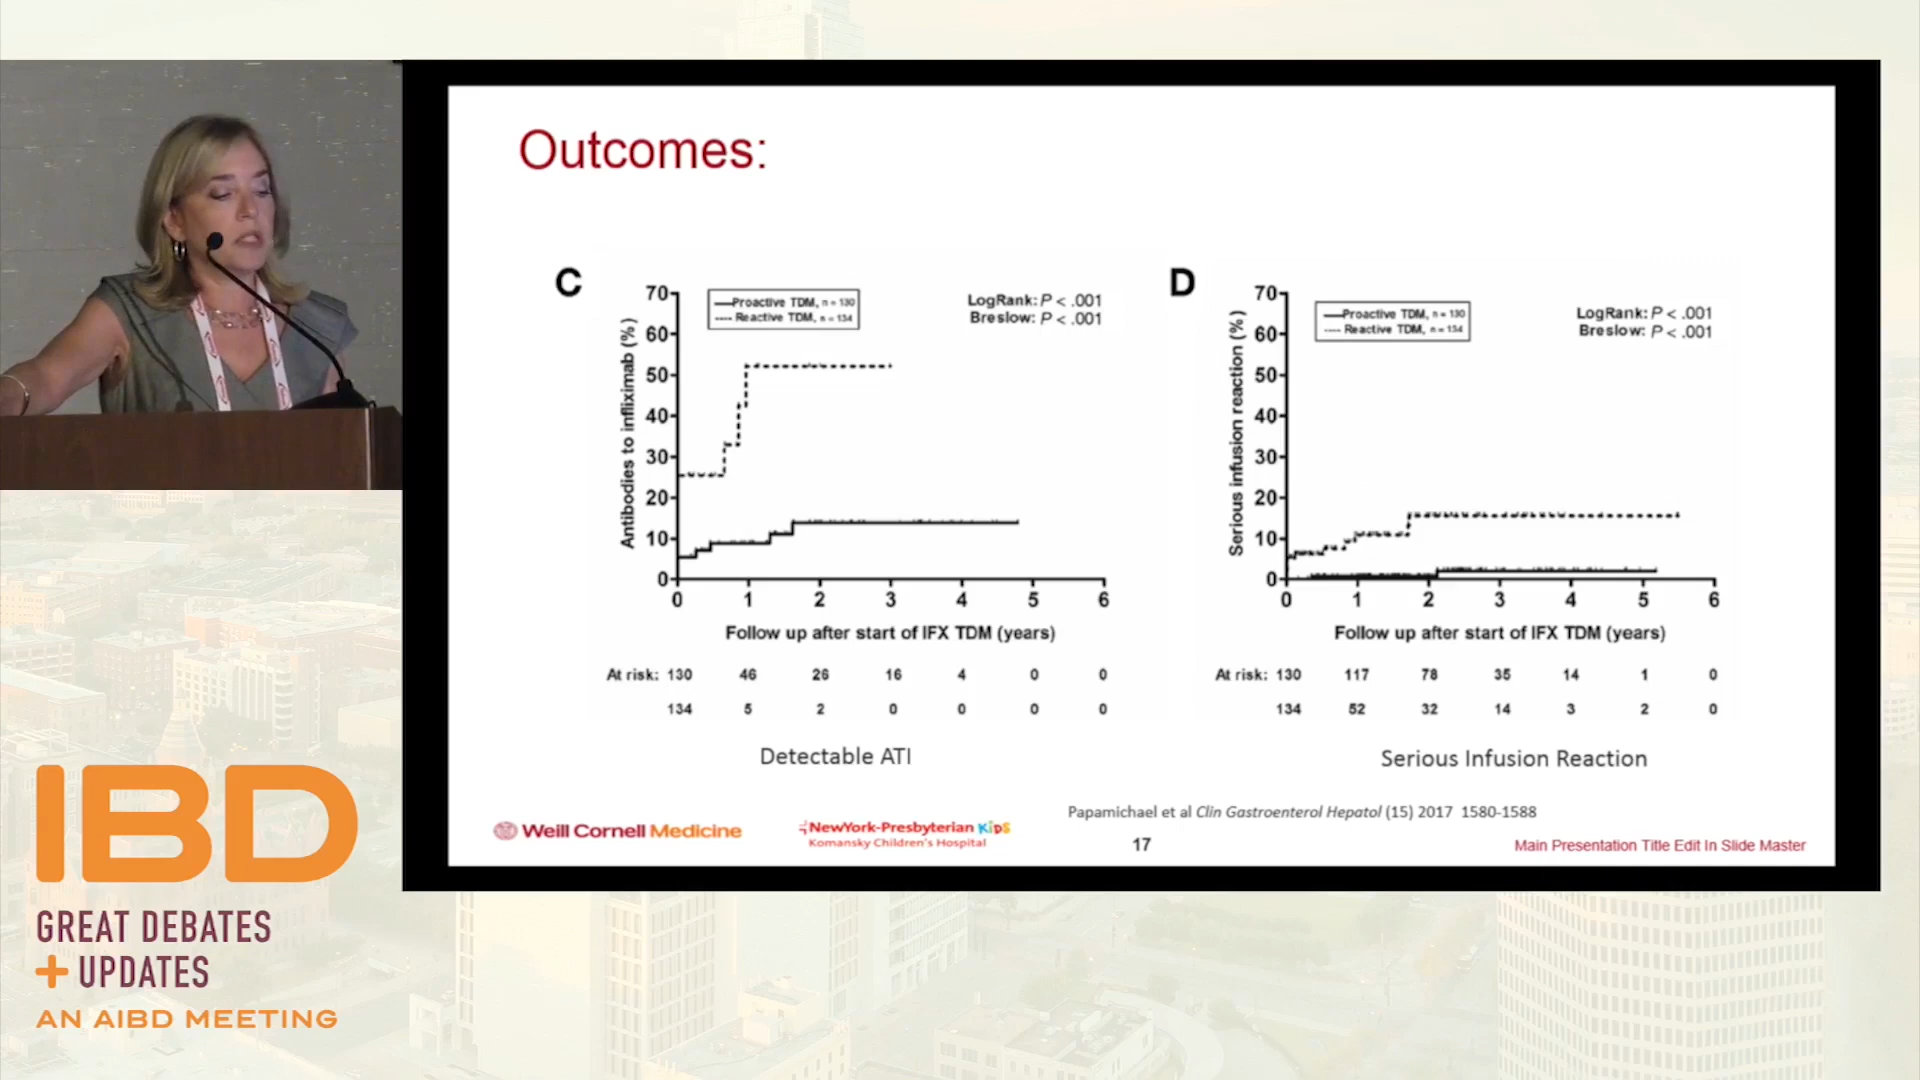 Outcomes:
C
Antibodies to infliximab (%)
70
60
50
40
30
20
10
0
Proactive TDM, n = 130
Reactive TDM, n = 134
LogRank: P < .001
Breslow: P < .001
0 1 2 3 4 5 6
Follow up after start of IFX TDM (years)
At risk: 130 46 26 16 4 0 0
134 5 2 0 0 0 0
Detectable ATI
D
Serious infusion reaction (%)
70
60
50
40
30
20
10
0
Proactive TDM, n = 130
Reactive TDM, n = 134
LogRank: P < .001
Breslow: P < .001
0 1 2 3 4 5 6
Follow up after start of IFX TDM (years)
At risk: 130 117 78 35 14 1 0
134 52 32 14 3 2 0
Serious Infusion Reaction
Papamichael et al Clin Gastroenterol Hepatol (15) 2017 1580-1588
Weill Cornell Medicine
NewYork-Presbyterian KiDS
Komansky Children's Hospital
17
Main Presentation Title Edit In Slide Master
IBD
GREAT DEBATES
+ UPDATES
AN AIBD MEETING